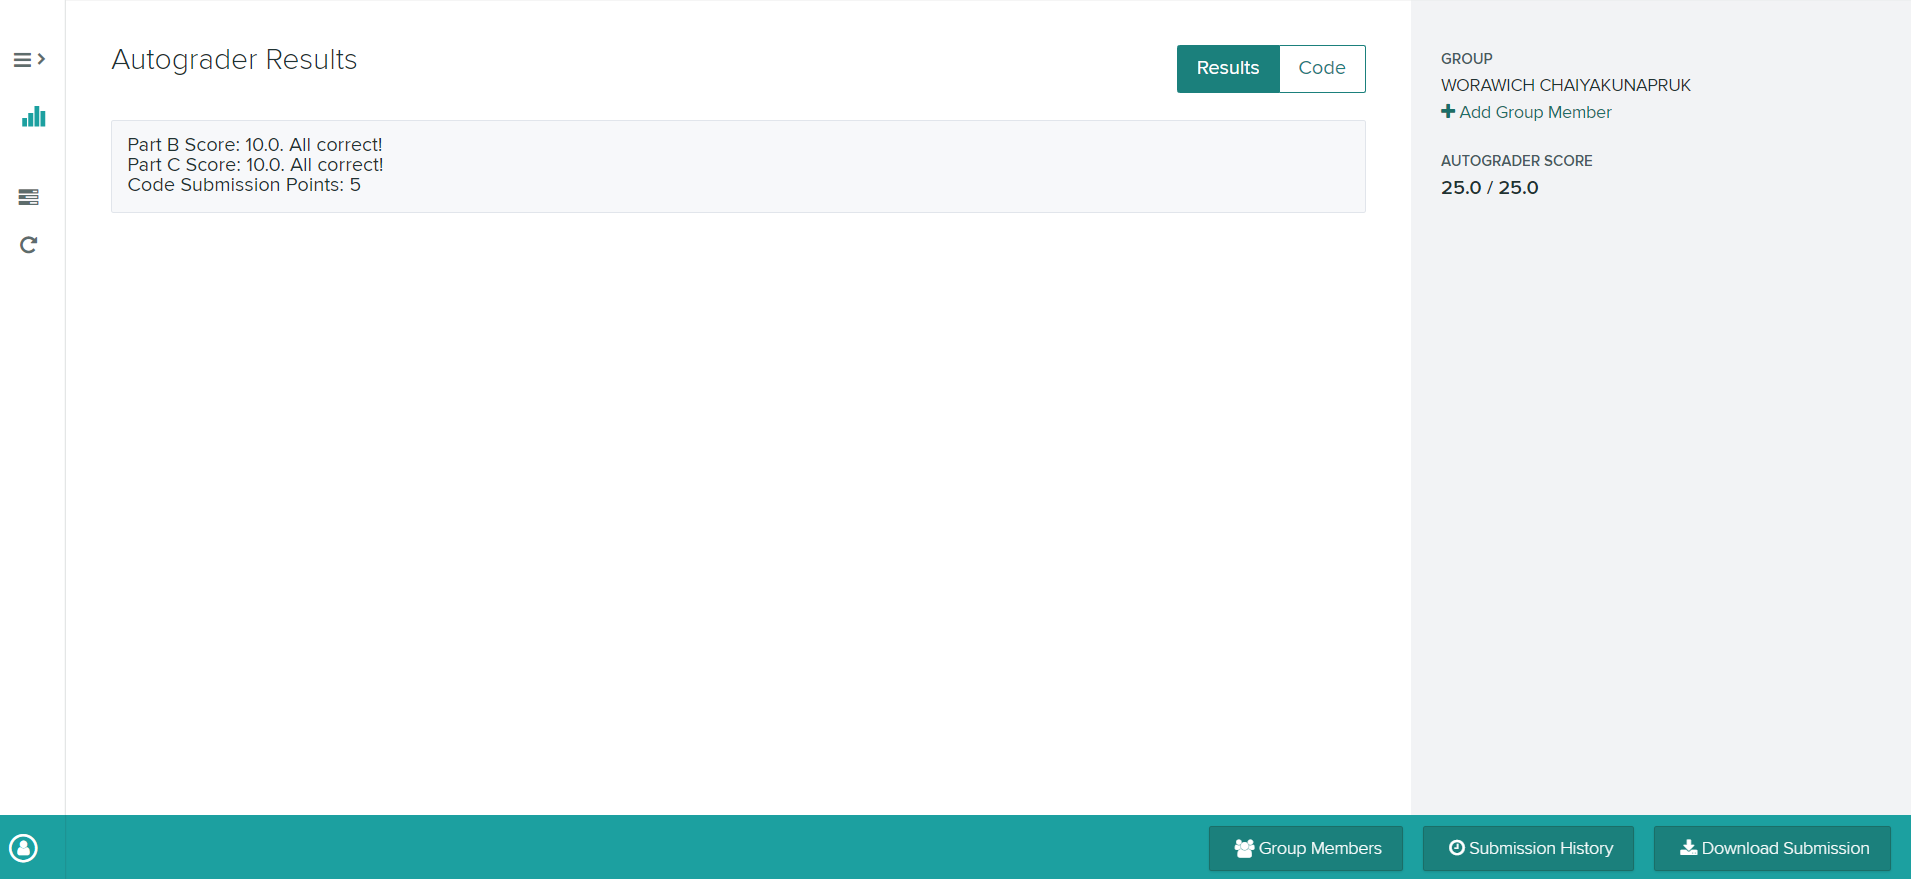 Autograder Results
Results
Code
Part B Score: 10.0. All correct!
Part C Score: 10.0. All correct!
Code Submission Points: 5
GROUP
WORAWICH CHAIYAKUNAPRUK
Add Group Member
AUTOGRADER SCORE
25.0 / 25.0
Group Members
Submission History
Download Submission